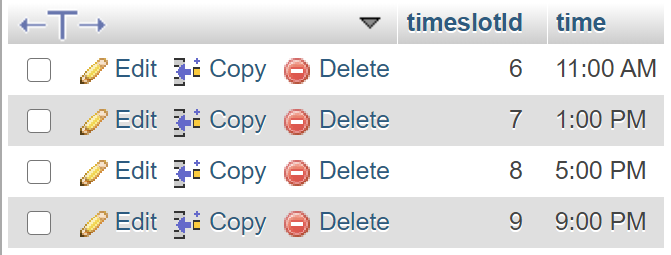 timeslotId time
Edit Copy Delete 6 11:00 AM
Edit Copy Delete 7 1:00 PM
Edit Copy Delete 8 5:00 PM
Edit Copy Delete 9 9:00 PM